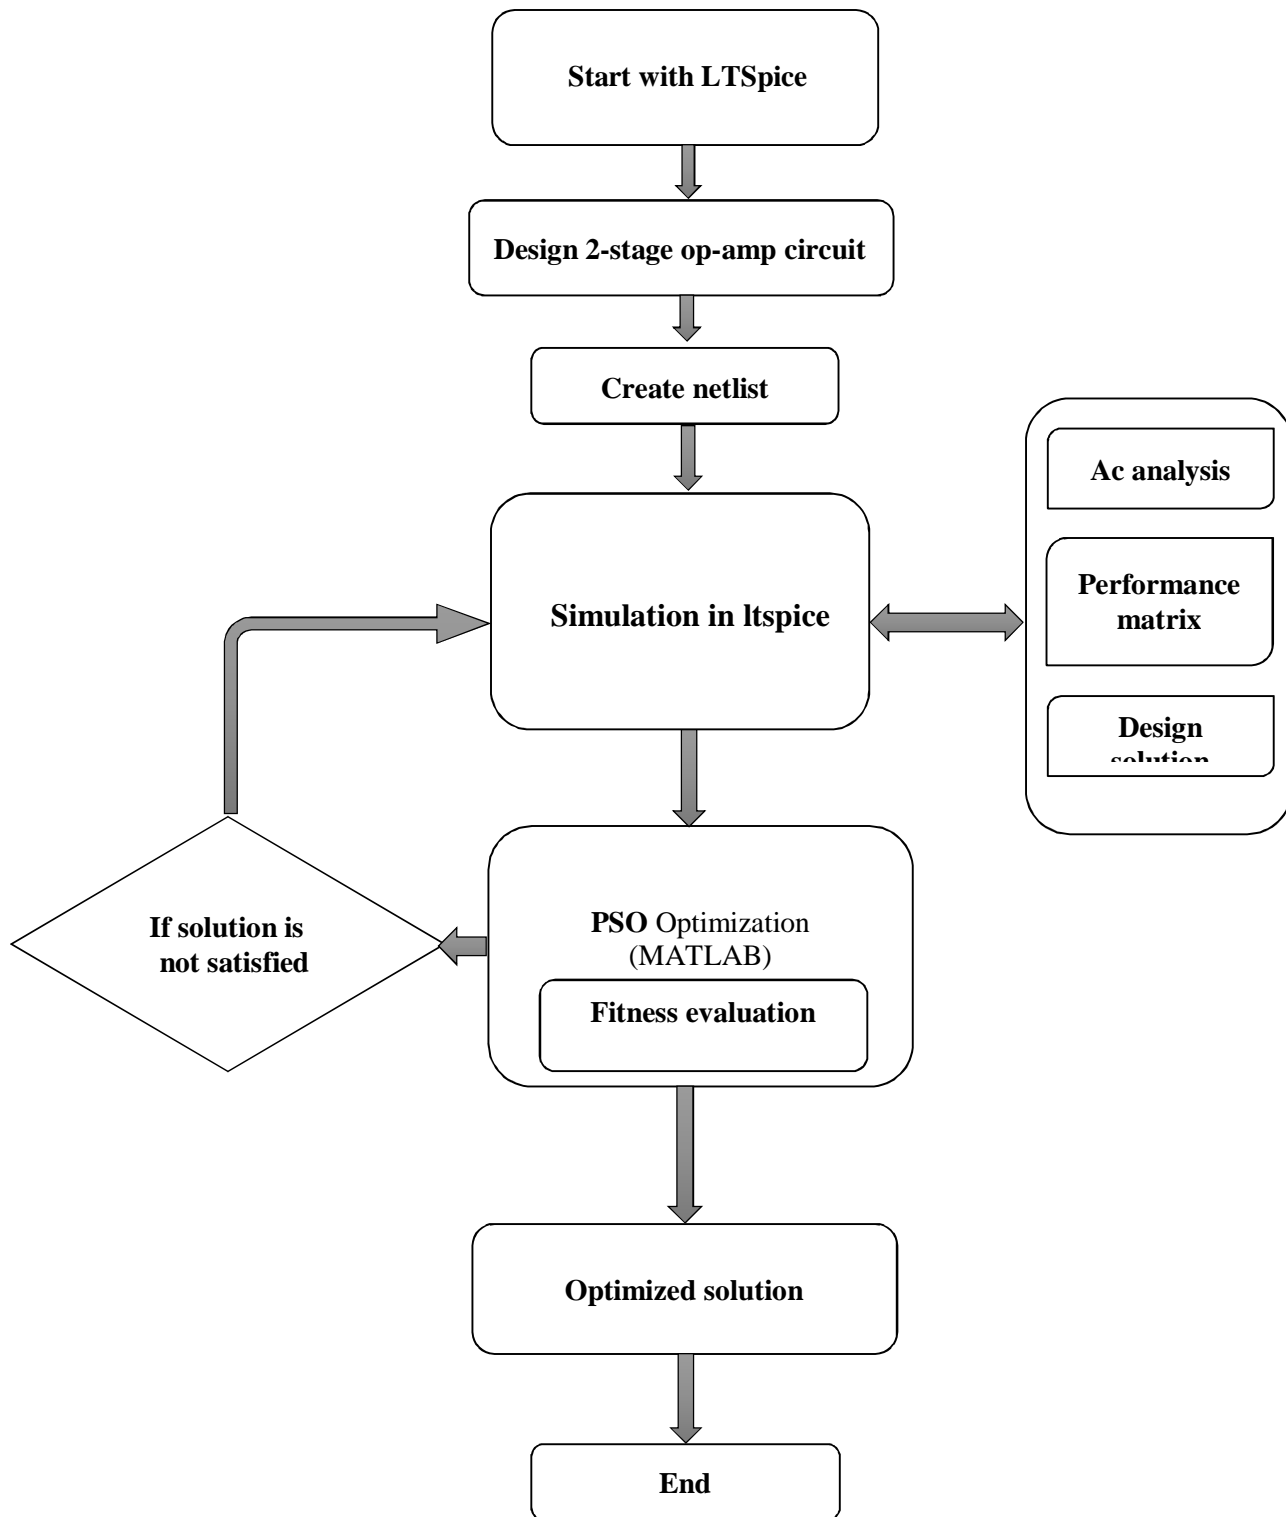 Start with LTSpice
Design 2-stage op-amp circuit
Create netlist
Ac analysis
Performance
matrix
Design
solution
Simulation in ltspice
If solution is
not satisfied
PSO Optimization
(MATLAB)
Fitness evaluation
Optimized solution
End